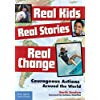 Real Kids
Real Stories
Real
Change
Courageous Actions
Around the World